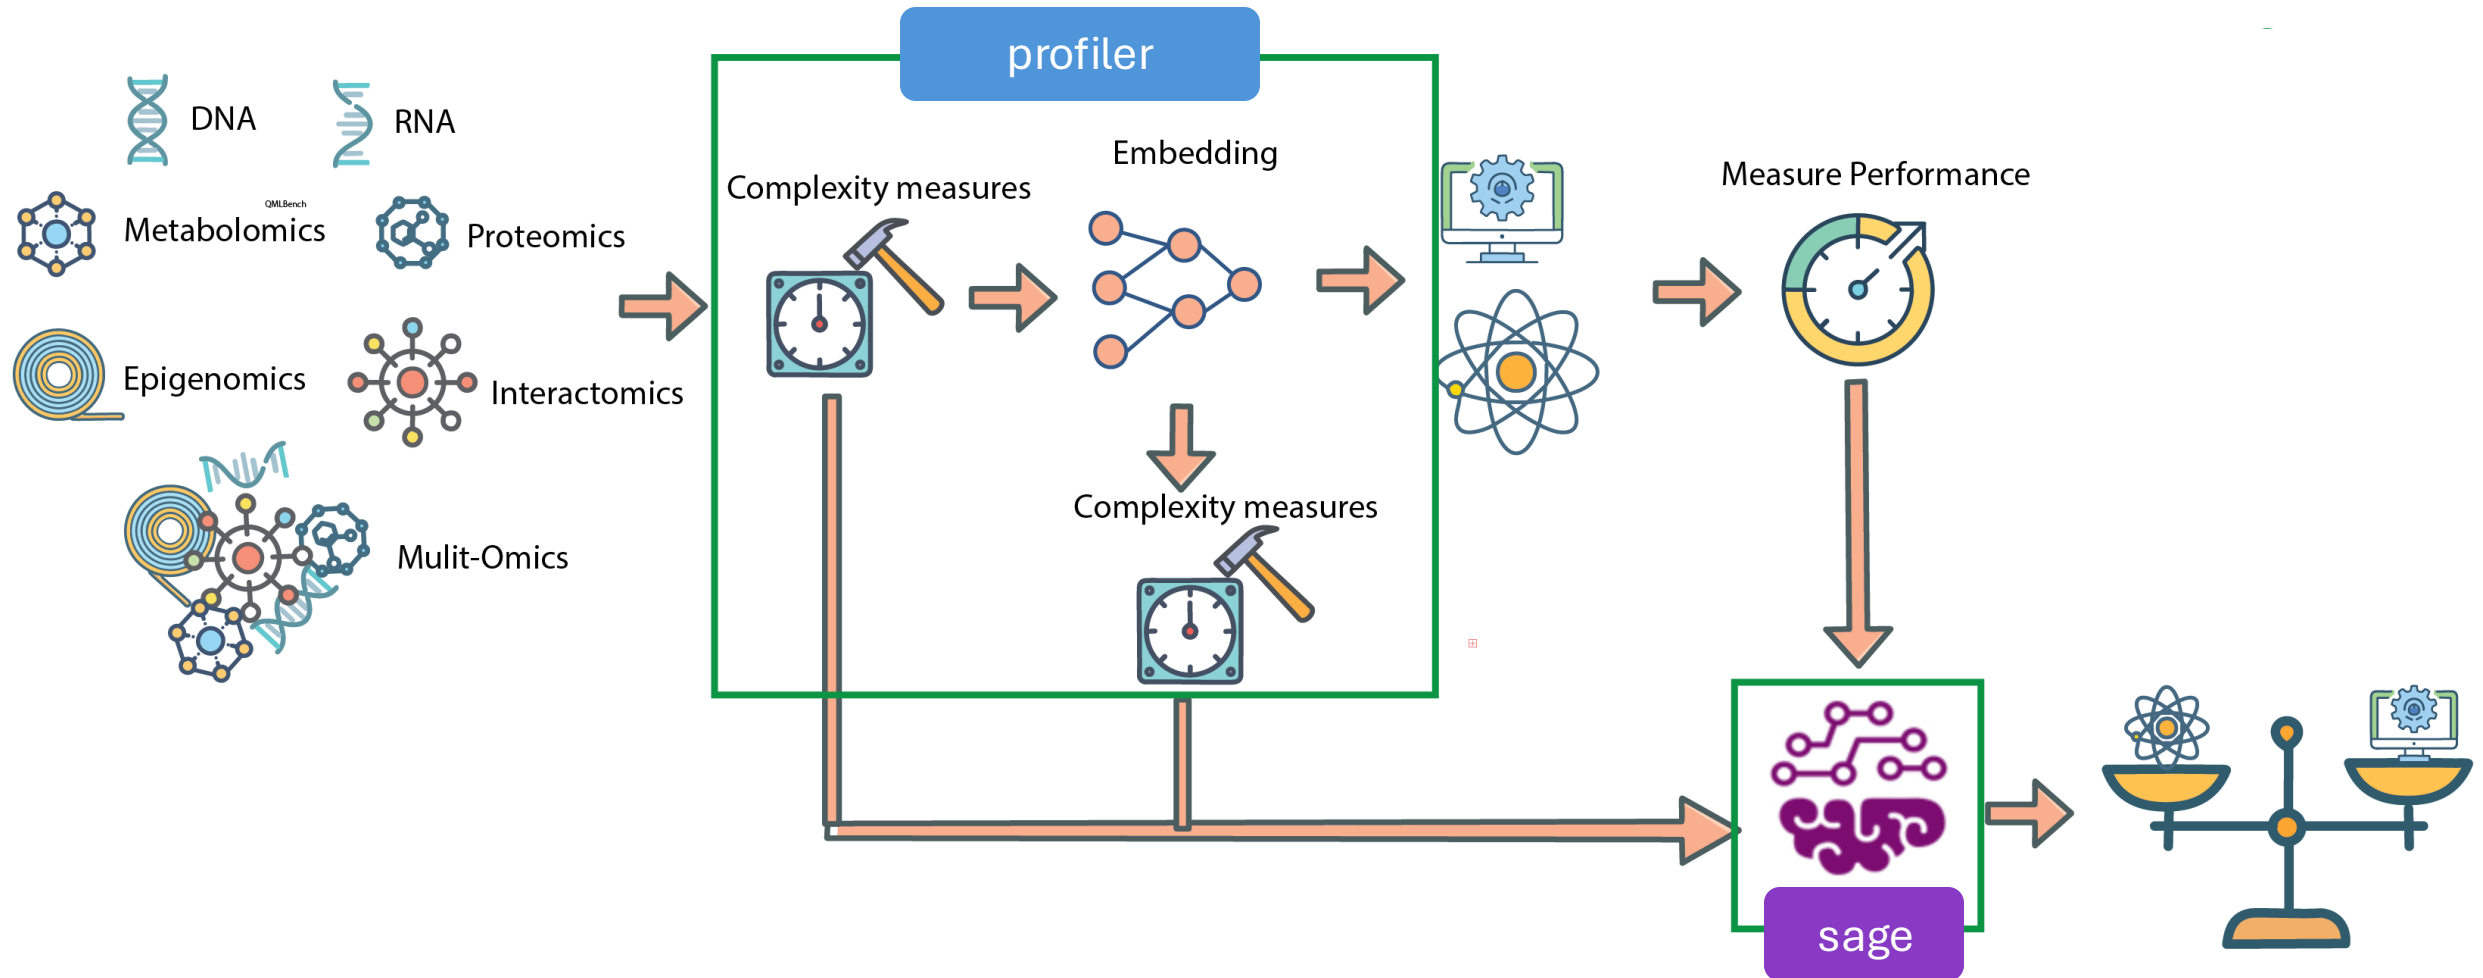 profiler
DNA
RNA
QMLBench
Metabolomics
Proteomics
Epigenomics
Interactomics
Mulit-Omics
Complexity measures
Embedding
Complexity measures
Measure Performance
sage